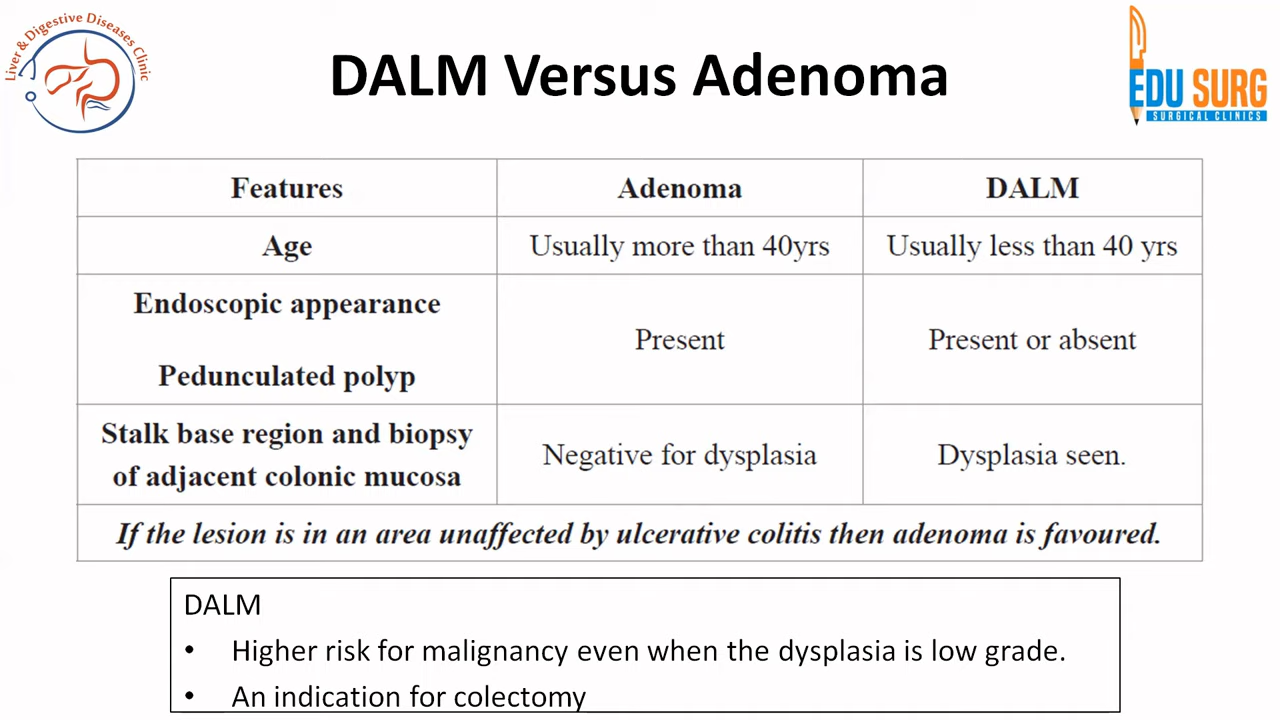 Liver & Digestive Diseases Clinic
DALM Versus Adenoma
EDU SURG
SURGICAL CLINICS
Features Adenoma DALM
Age Usually more than 40yrs Usually less than 40 yrs
Endoscopic appearance
Pedunculated polyp
Present Present or absent
Stalk base region and biopsy
of adjacent colonic mucosa
Negative for dysplasia Dysplasia seen.
If the lesion is in an area unaffected by ulcerative colitis then adenoma is favoured.
DALM
• Higher risk for malignancy even when the dysplasia is low grade.
• An indication for colectomy